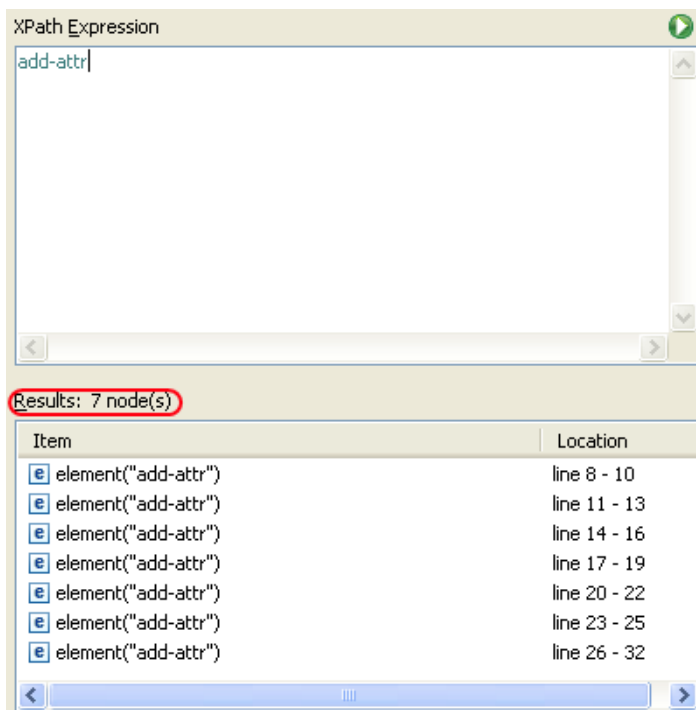 XPath Expression
add-attr
Results: 7 node(s)
Item Location
e element("add-attr") line 8 - 10
e element("add-attr") line 11 - 13
e element("add-attr") line 14 - 16
e element("add-attr") line 17 - 19
e element("add-attr") line 20 - 22
e element("add-attr") line 23 - 25
e element("add-attr") line 26 - 32